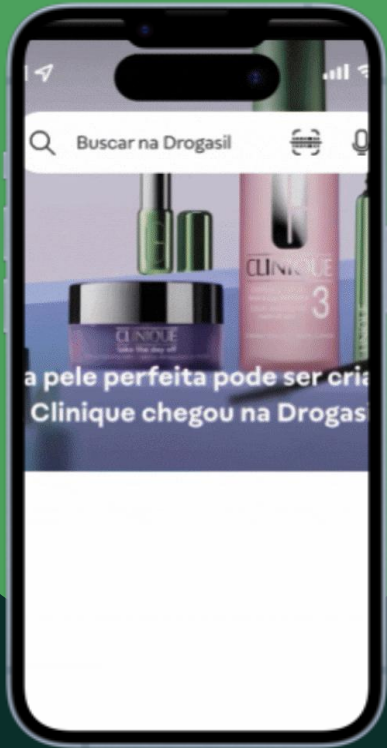 Buscar na Drogasil
CLINIQUE
3
CLINIQUE
take the day off
a pele perfeita pode ser cria
Clinique chegou na Drogasi